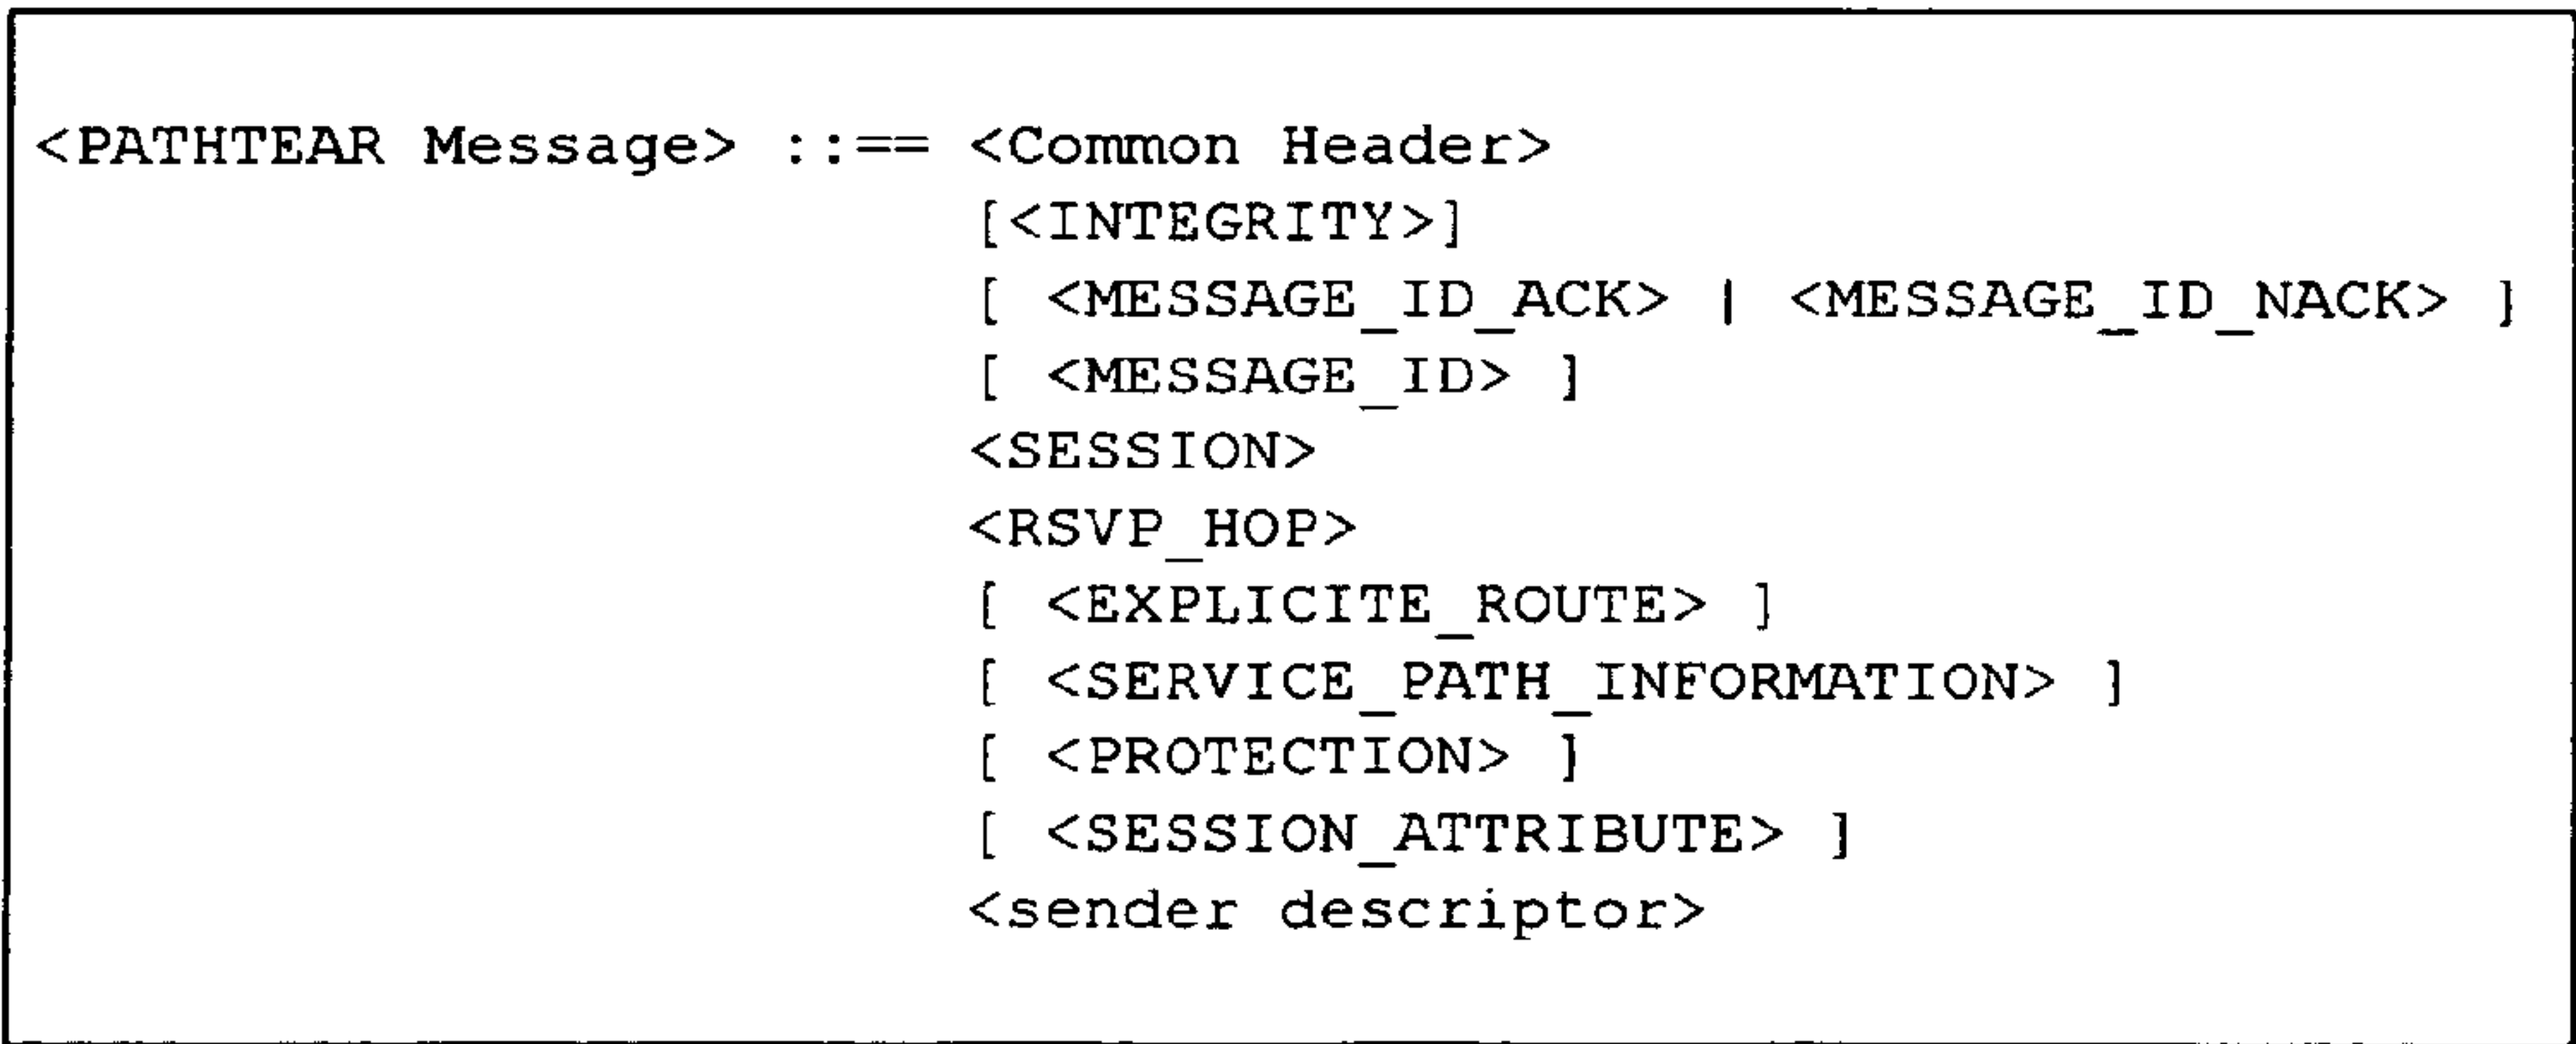 <PATHTEAR Message> ::== <Common Header>
[<INTEGRITY>]
[ <MESSAGE_ID_ACK> | <MESSAGE_ID_NACK> ]
[ <MESSAGE_ID> ]
<SESSION>
<RSVP_HOP>
[ <EXPLICITE_ROUTE> ]
[ <SERVICE_PATH_INFORMATION> ]
[ <PROTECTION> ]
[ <SESSION_ATTRIBUTE> ]
<sender descriptor>